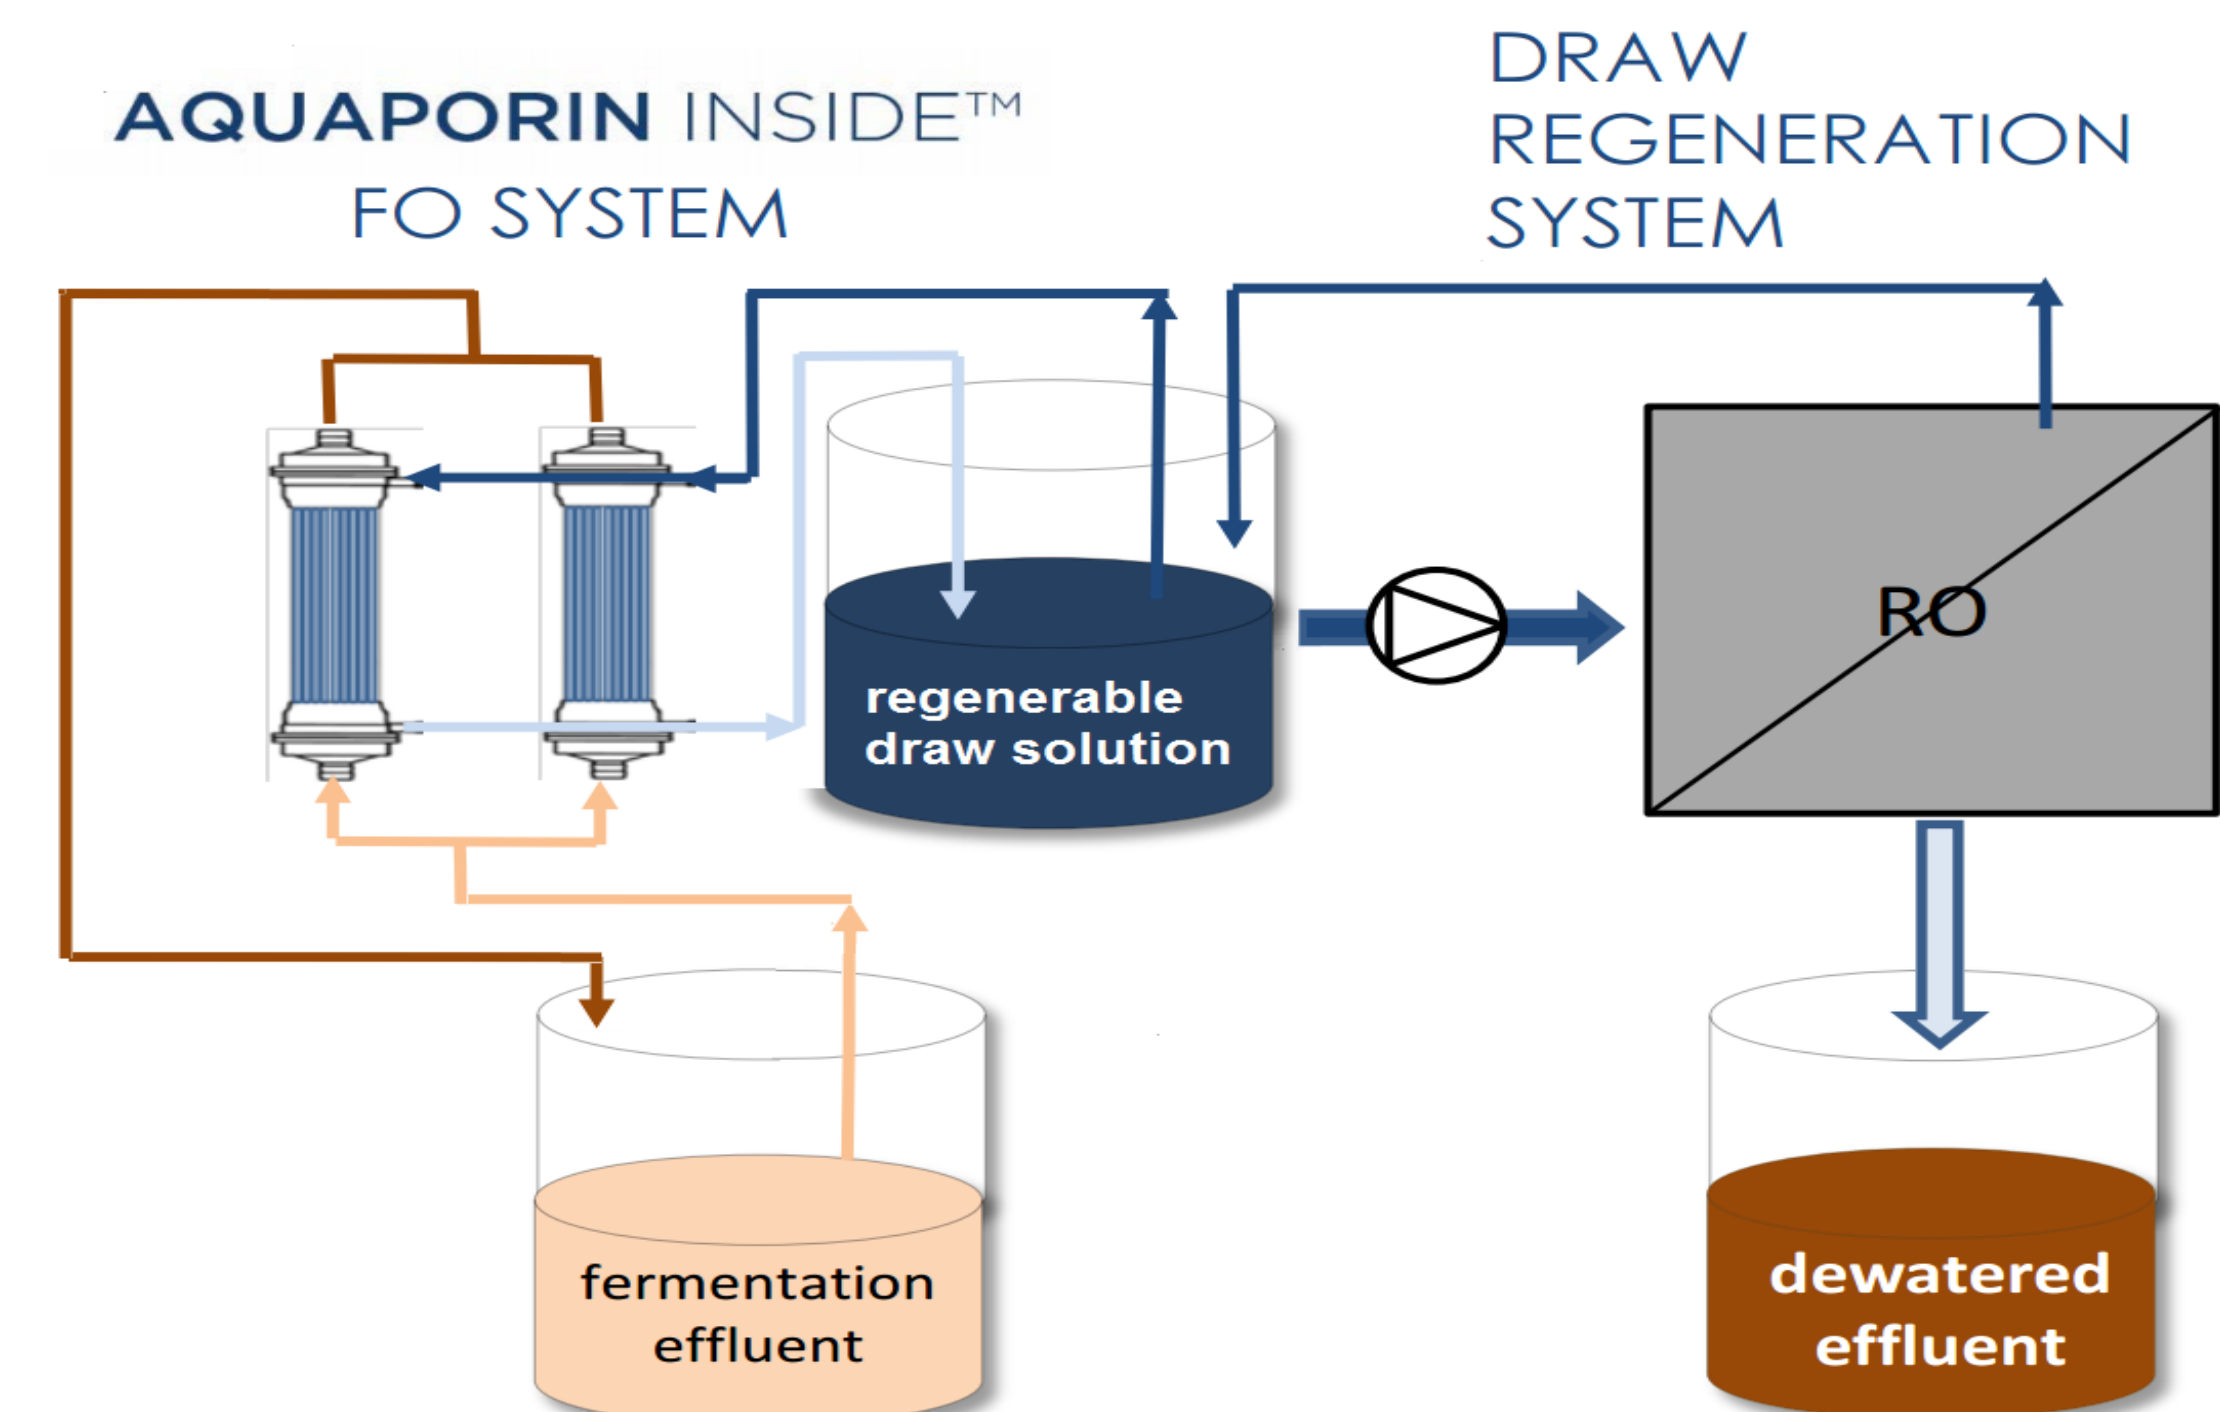 AQUAPORIN INSIDE™
FO SYSTEM
DRAW
REGENERATION
SYSTEM
regenerable
draw solution
RO
fermentation
effluent
dewatered
effluent